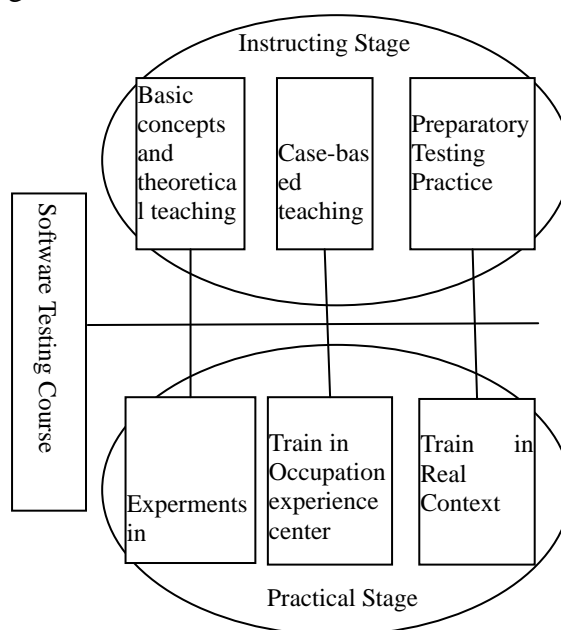 Instructing Stage
Basic
concepts
and
theoretica
l teaching
Case-bas
ed
teaching
Preparatory
Testing
Practice
Software Testing Course
Experments
in
Train in
Occupation
experience
center
Train in
Real
Context
Practical Stage